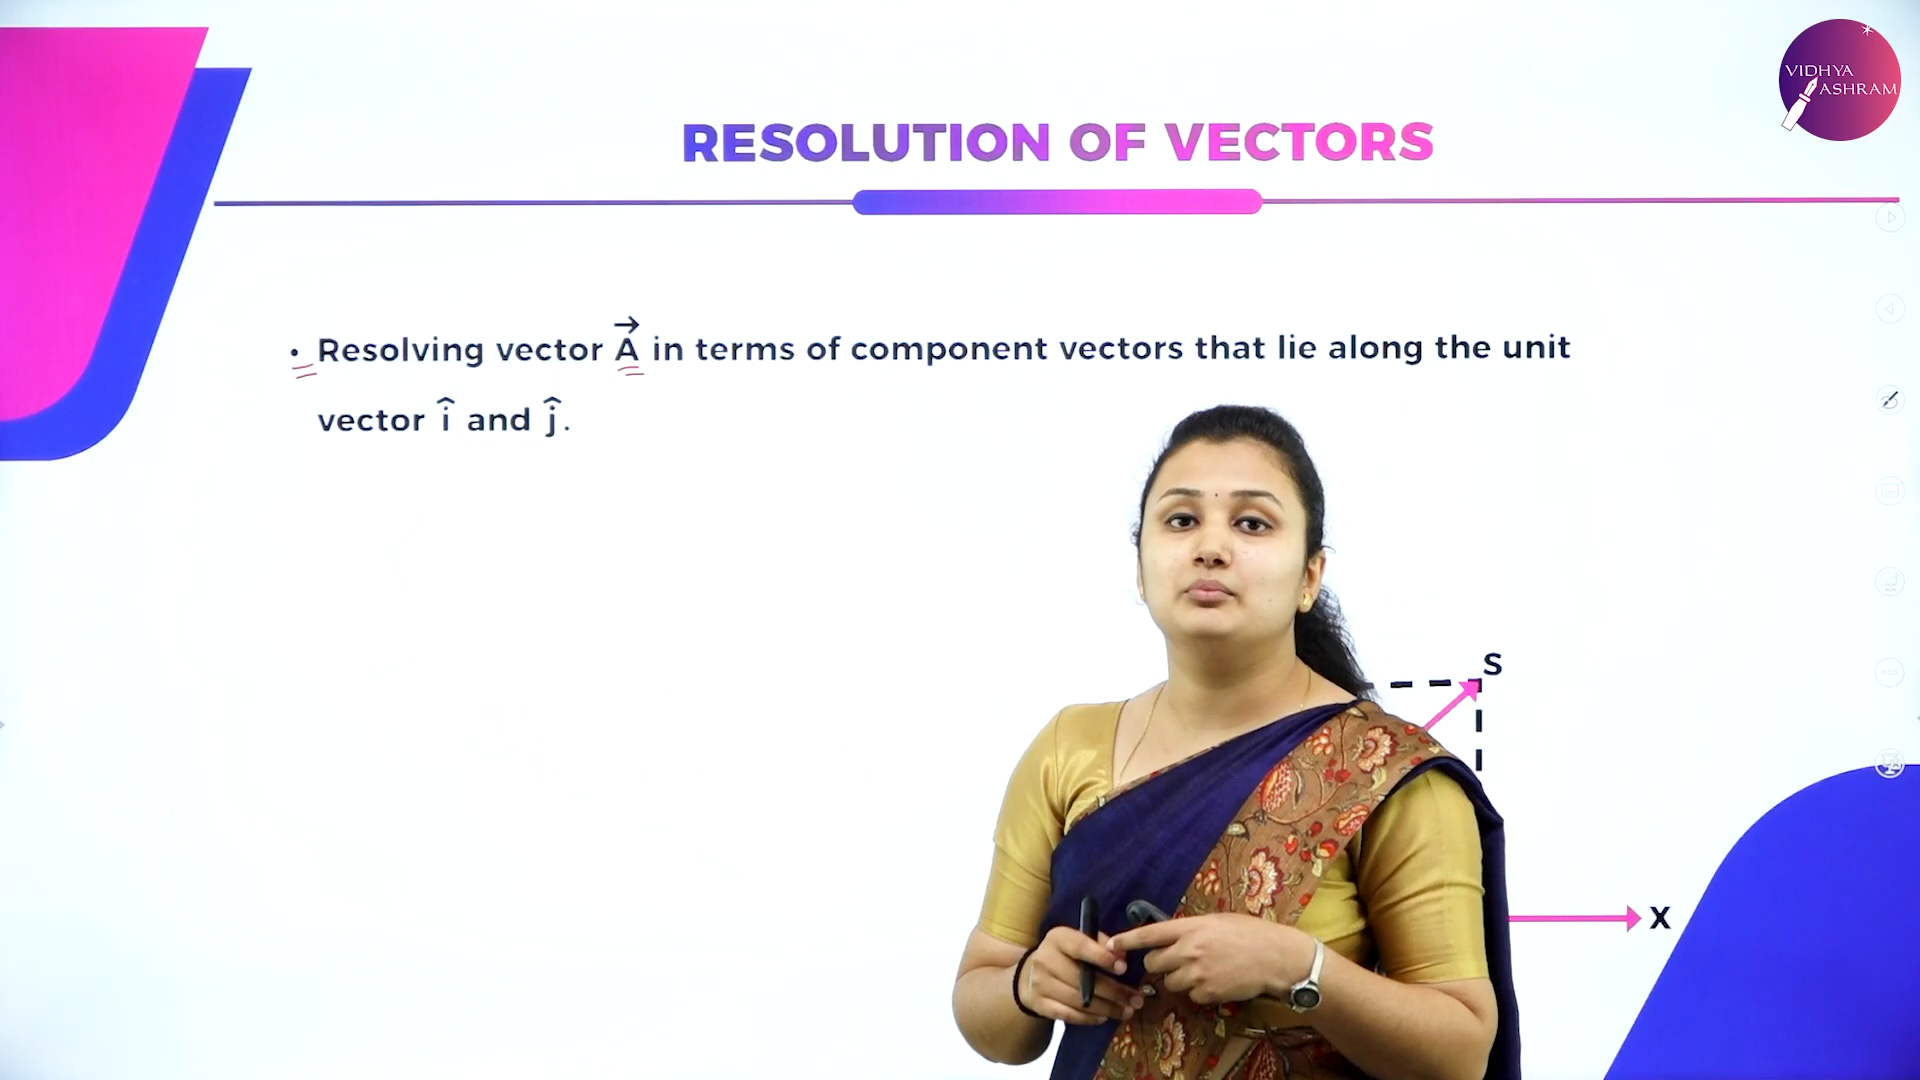 VIDHYA
ASHRAM
RESOLUTION OF VECTORS
• Resolving vector A⃗ in terms of component vectors that lie along the unit
vector î and ĵ.
S
X